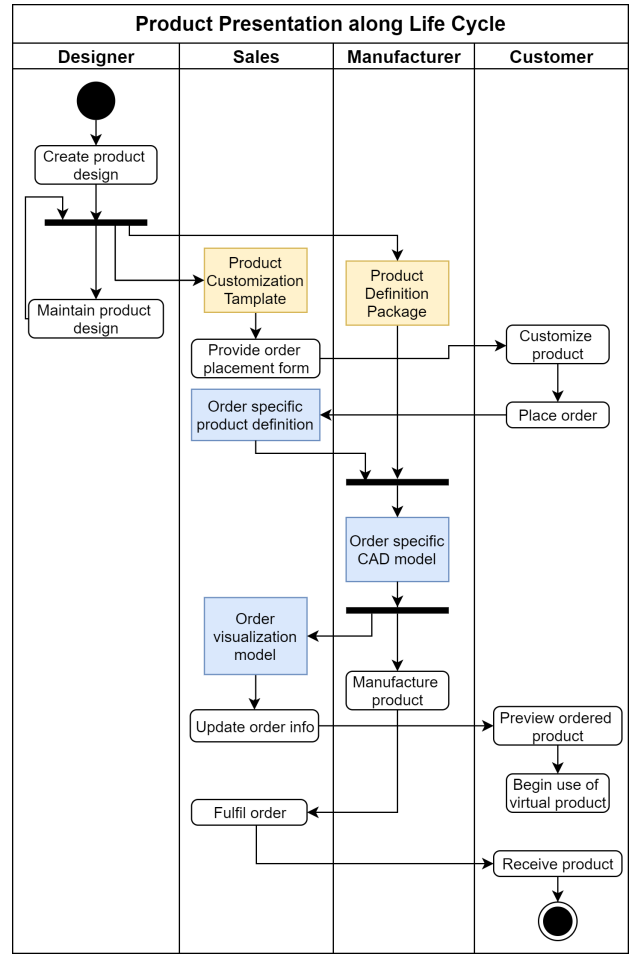 Product Presentation along Life Cycle
Designer
Sales
Manufacturer
Customer
Create product
design
Product
Customization
Tamplate
Product
Definition
Package
Maintain product
design
Customize
product
Provide order
placement form
Order specific
product definition
Place order
Order specific
CAD model
Order
visualization
model
Manufacture
product
Update order info
Preview ordered
product
Begin use of
virtual product
Fulfil order
Receive product